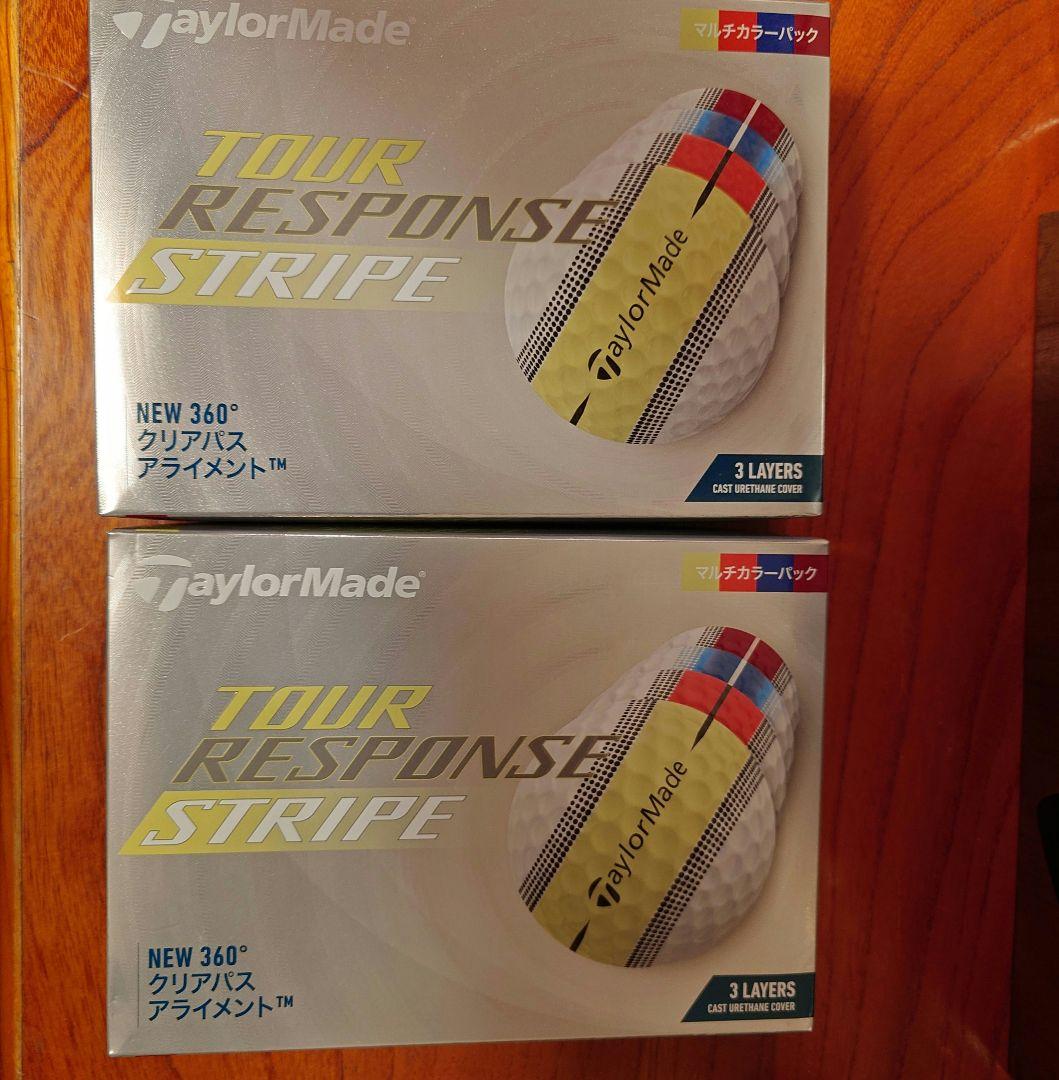 TaylorMade
マルチカラーパック
TOUR
RESPONSE
STRIPE
TaylorMade
NEW 360°
クリアパス
アライメント™
3 LAYERS
CAST URETHANE COVER
TaylorMade®
マルチカラーパック
TOUR
RESPONSE
STRIPE
TaylorMade
NEW 360°
クリアパス
アライメント™
3 LAYERS
CAST URETHANE COVER